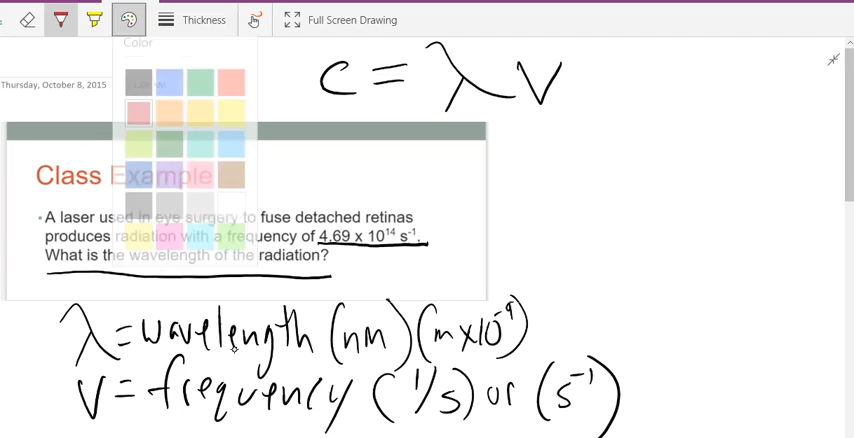 Thickness Full Screen Drawing
Color
Thursday, October 8, 2015
c = λ ν
Class Example
• A laser used in eye surgery to fuse detached retinas
produces radiation with a frequency of 4.69 x 10¹⁴ s⁻¹.
What is the wavelength of the radiation?
λ = wavelength (nm) (m x 10⁻⁹)
ν = frequency (1/s) or (s⁻¹)